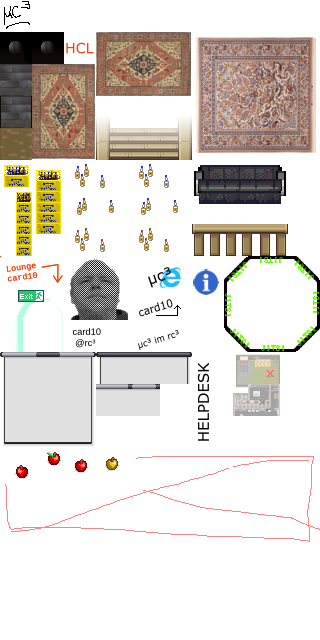 µc³
HCL
Lounge
card10
Exit
µc³
card10
card10
@rc³
µc³ im rc³
HELPDESK